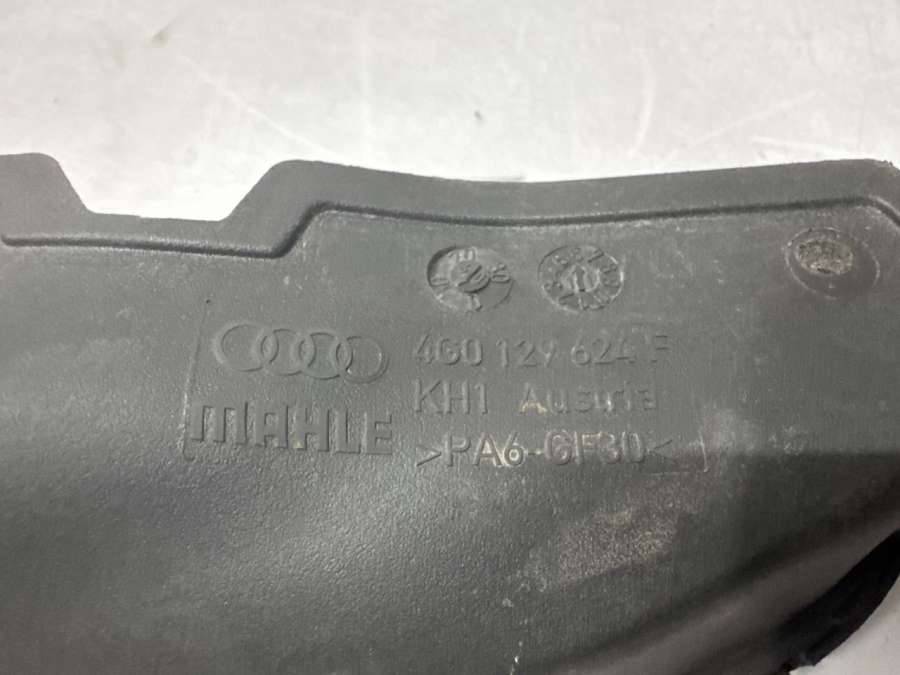 4G0 129 624 F
KH1 Austria
MAHLE
>PA6-GF30<